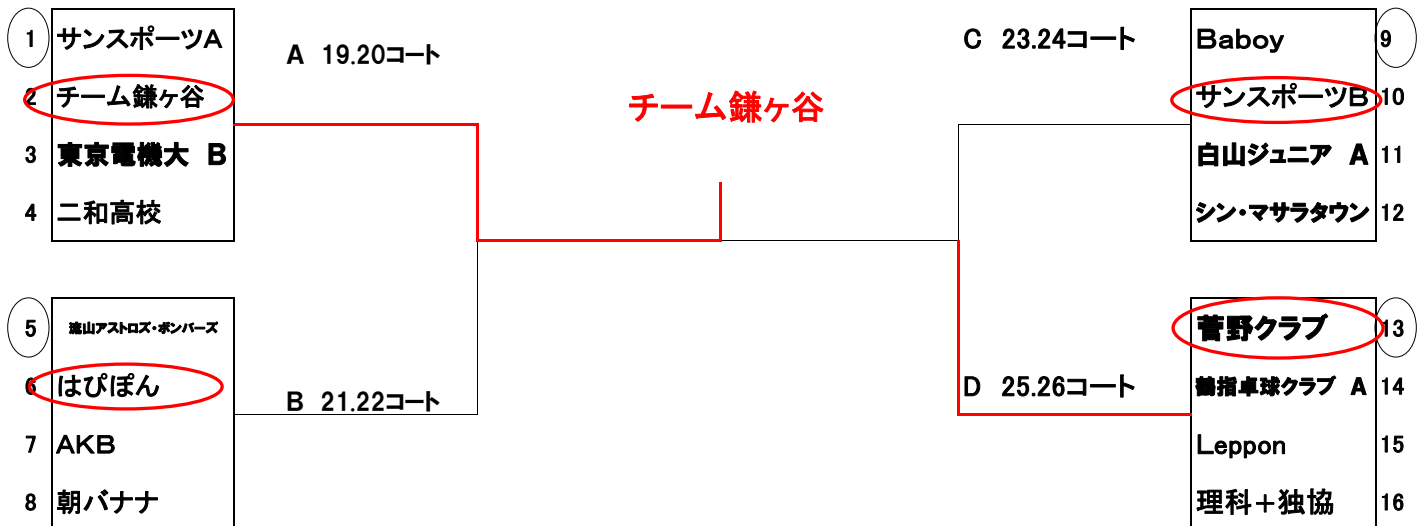 1 サンスポーツA
2 チーム鎌ヶ谷
3 東京電機大 B
4 二和高校
A 19.20コート
5 流山アストロズ・ボンバーズ
6 はぴぽん
7 AKB
8 朝バナナ
B 21.22コート
チーム鎌ヶ谷
C 23.24コート
Baboy 9
サンスポーツB 10
白山ジュニア A 11
シン・マサラタウン 12
D 25.26コート
菅野クラブ 13
鶴指卓球クラブ A 14
Leppon 15
理科+独協 16